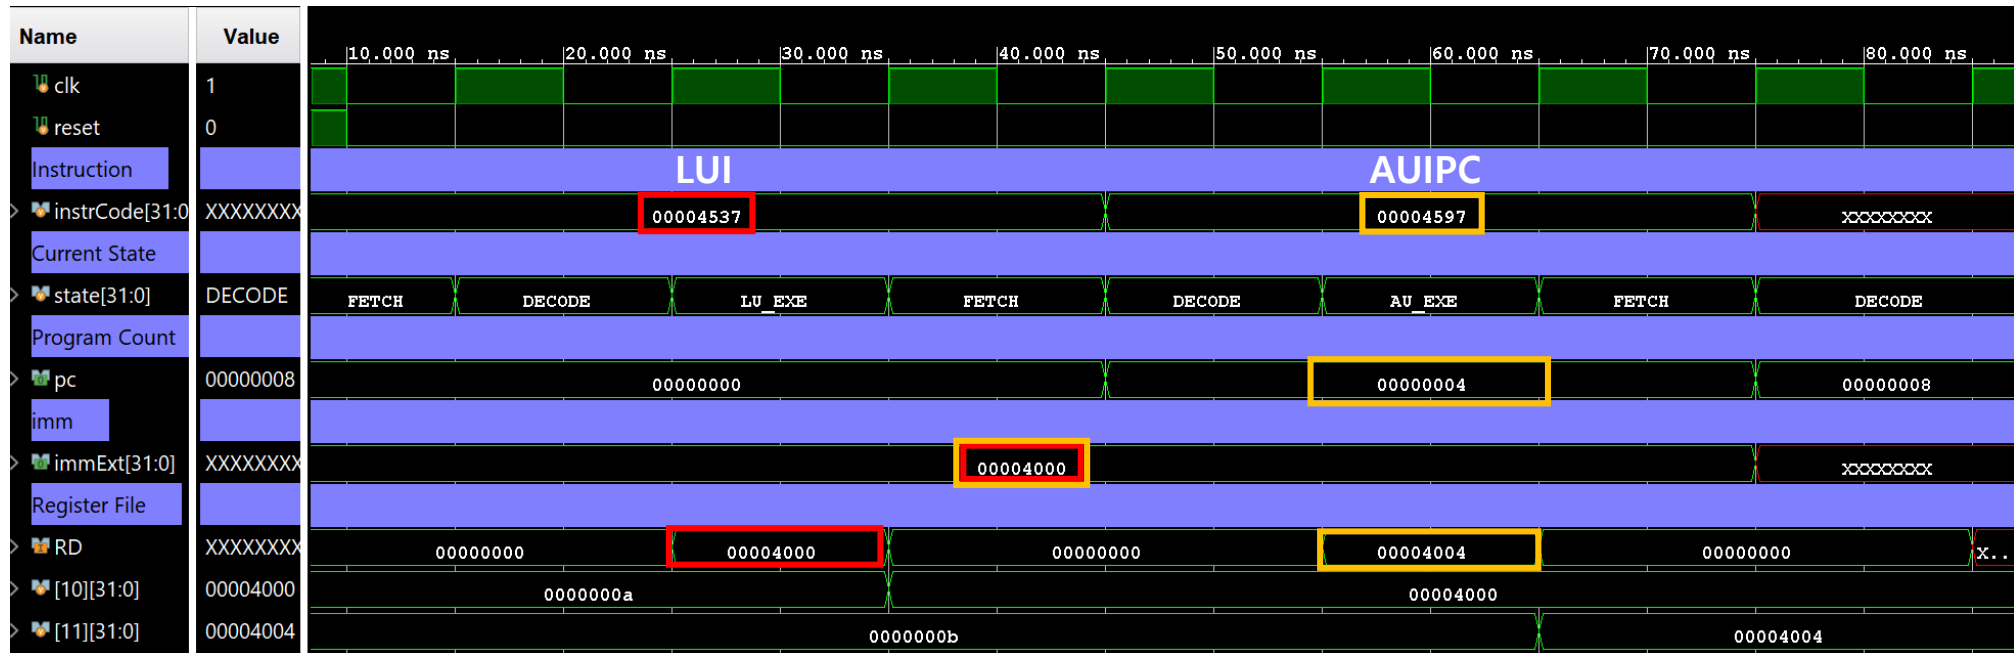 Name Value
10.000 ns 20.000 ns 30.000 ns 40.000 ns 50.000 ns 60.000 ns 70.000 ns 80.000 ns
clk 1
reset 0
Instruction LUI AUIPC
instrCode[31:0 XXXXXXXX 00004537 00004597 XXXXXXXX
Current State
state[31:0] DECODE FETCH DECODE LU_EXE FETCH DECODE AU_EXE FETCH DECODE
Program Count
pc 00000008 00000000 00000004 00000008
imm
immExt[31:0] XXXXXXXX 00004000 XXXXXXXX
Register File
RD XXXXXXXX 00000000 00004000 00000000 00004004 00000000 X..
[10][31:0] 00004000 0000000a 00004000
[11][31:0] 00004004 0000000b 00004004